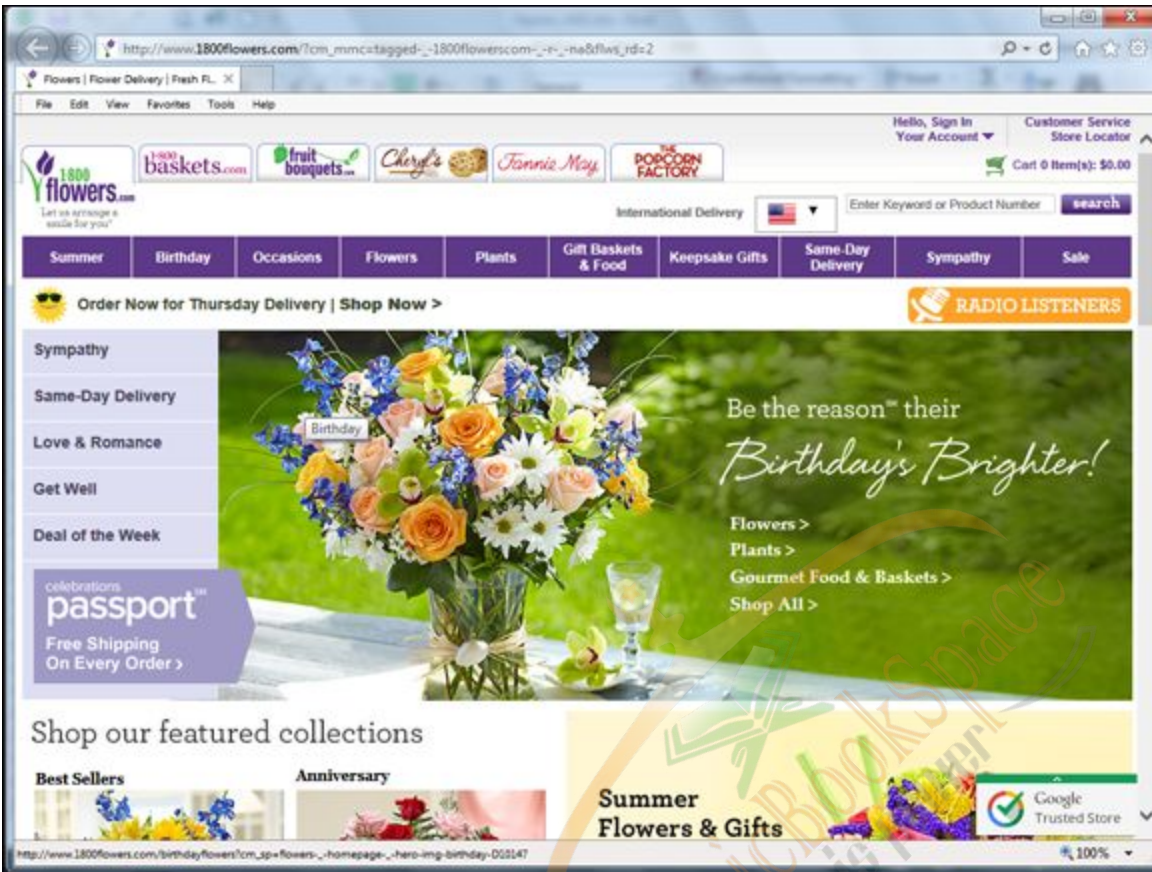 http://www.1800flowers.com/?cm_mmc=tagged-_-1800flowerscom-_-r-_-na&flws_rd=2
Flowers | Flower Delivery | Fresh Fl...
File Edit View Favorites Tools Help
Hello, Sign In
Your Account
Customer Service
Store Locator
1800
flowers.com
Let us arrange a
smile for you®
1-800
baskets.com
fruit
bouquets.com
Cheryl's
Fannie May
THE
POPCORN
FACTORY
Cart 0 Item(s): $0.00
International Delivery
Enter Keyword or Product Number
search
Summer
Birthday
Occasions
Flowers
Plants
Gift Baskets
& Food
Keepsake Gifts
Same-Day
Delivery
Sympathy
Sale
Order Now for Thursday Delivery | Shop Now >
RADIO LISTENERS
Sympathy
Same-Day Delivery
Love & Romance
Get Well
Deal of the Week
celebrations
passport℠
Free Shipping
On Every Order >
Birthday
Be the reason℠ their
Birthday's Brighter!
Flowers >
Plants >
Gourmet Food & Baskets >
Shop All >
Shop our featured collections
Best Sellers
Anniversary
Summer
Flowers & Gifts
Google
Trusted Store
http://www.1800flowers.com/birthdayflowers?cm_sp=flowers-_-homepage-_-hero-img-birthday-D10147
100%